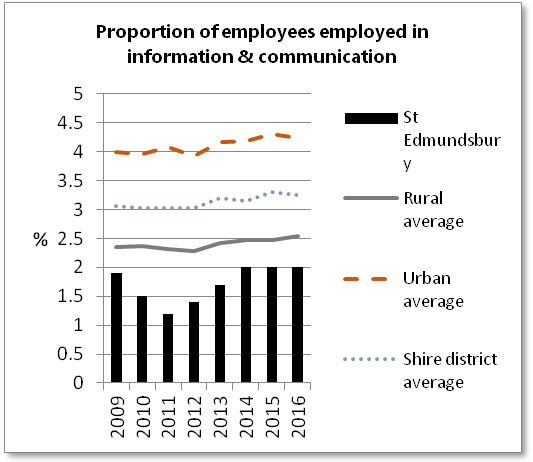 Proportion of employees employed in
information & communication
5
4.5
4
3.5
3
2.5
2
1.5
1
0.5
0
%
2009
2010
2011
2012
2013
2014
2015
2016
St
Edmundsbur
y
Rural
average
Urban
average
Shire district
average